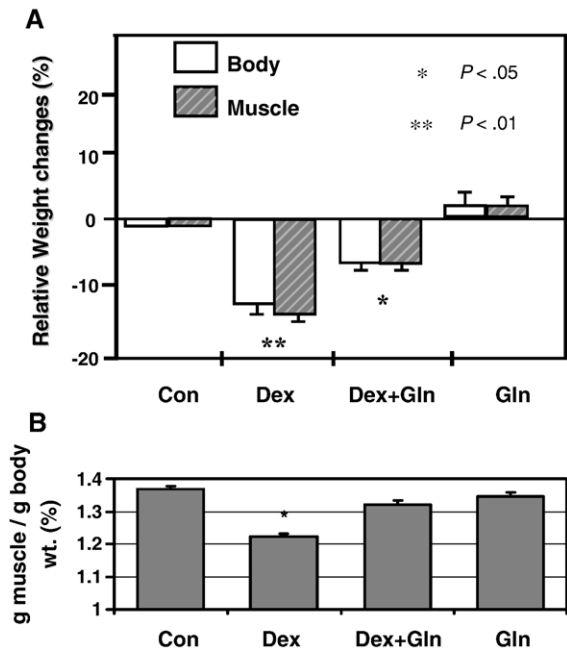 A
Relative Weight changes (%)
20
10
0
-10
-20
Body
Muscle
* P < .05
** P < .01
**
*
Con Dex Dex+Gln Gln
B
g muscle / g body
wt. (%)
1.4
1.3
1.2
1.1
1
*
Con Dex Dex+Gln Gln